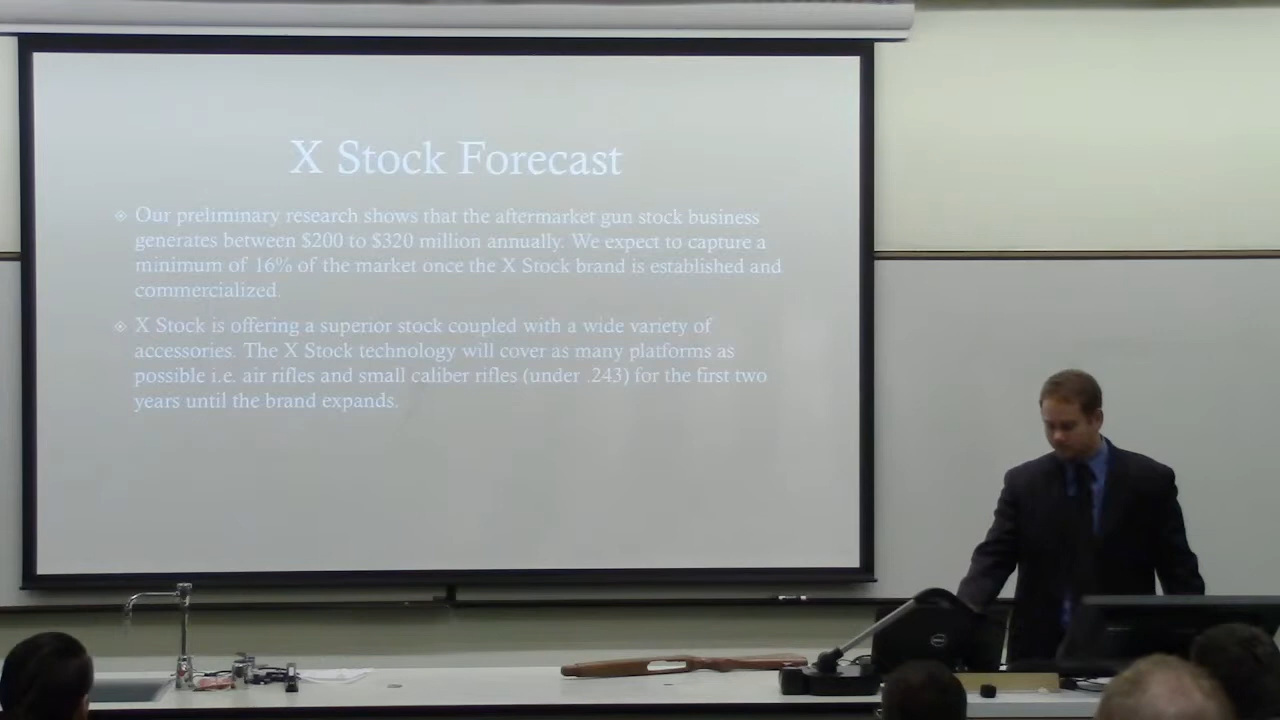 X Stock Forecast
Our preliminary research shows that the aftermarket gun stock business
generates between $200 to $320 million annually. We expect to capture a
minimum of 16% of the market once the X Stock brand is established and
commercialized.
X Stock is offering a superior stock coupled with a wide variety of
accessories. The X Stock technology will cover as many platforms as
possible i.e. air rifles and small caliber rifles (under .243) for the first two
years until the brand expands.
DELL